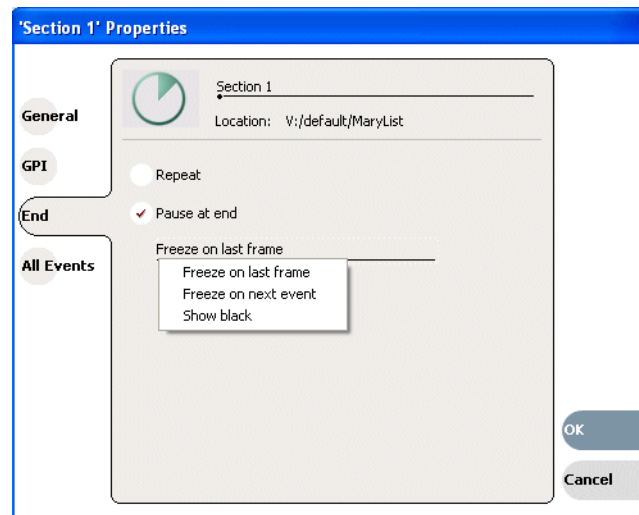 'Section 1' Properties
Section 1
Location: V:/default/MaryList
General
GPI
End
All Events
Repeat
Pause at end
Freeze on last frame
Freeze on last frame
Freeze on next event
Show black
OK
Cancel